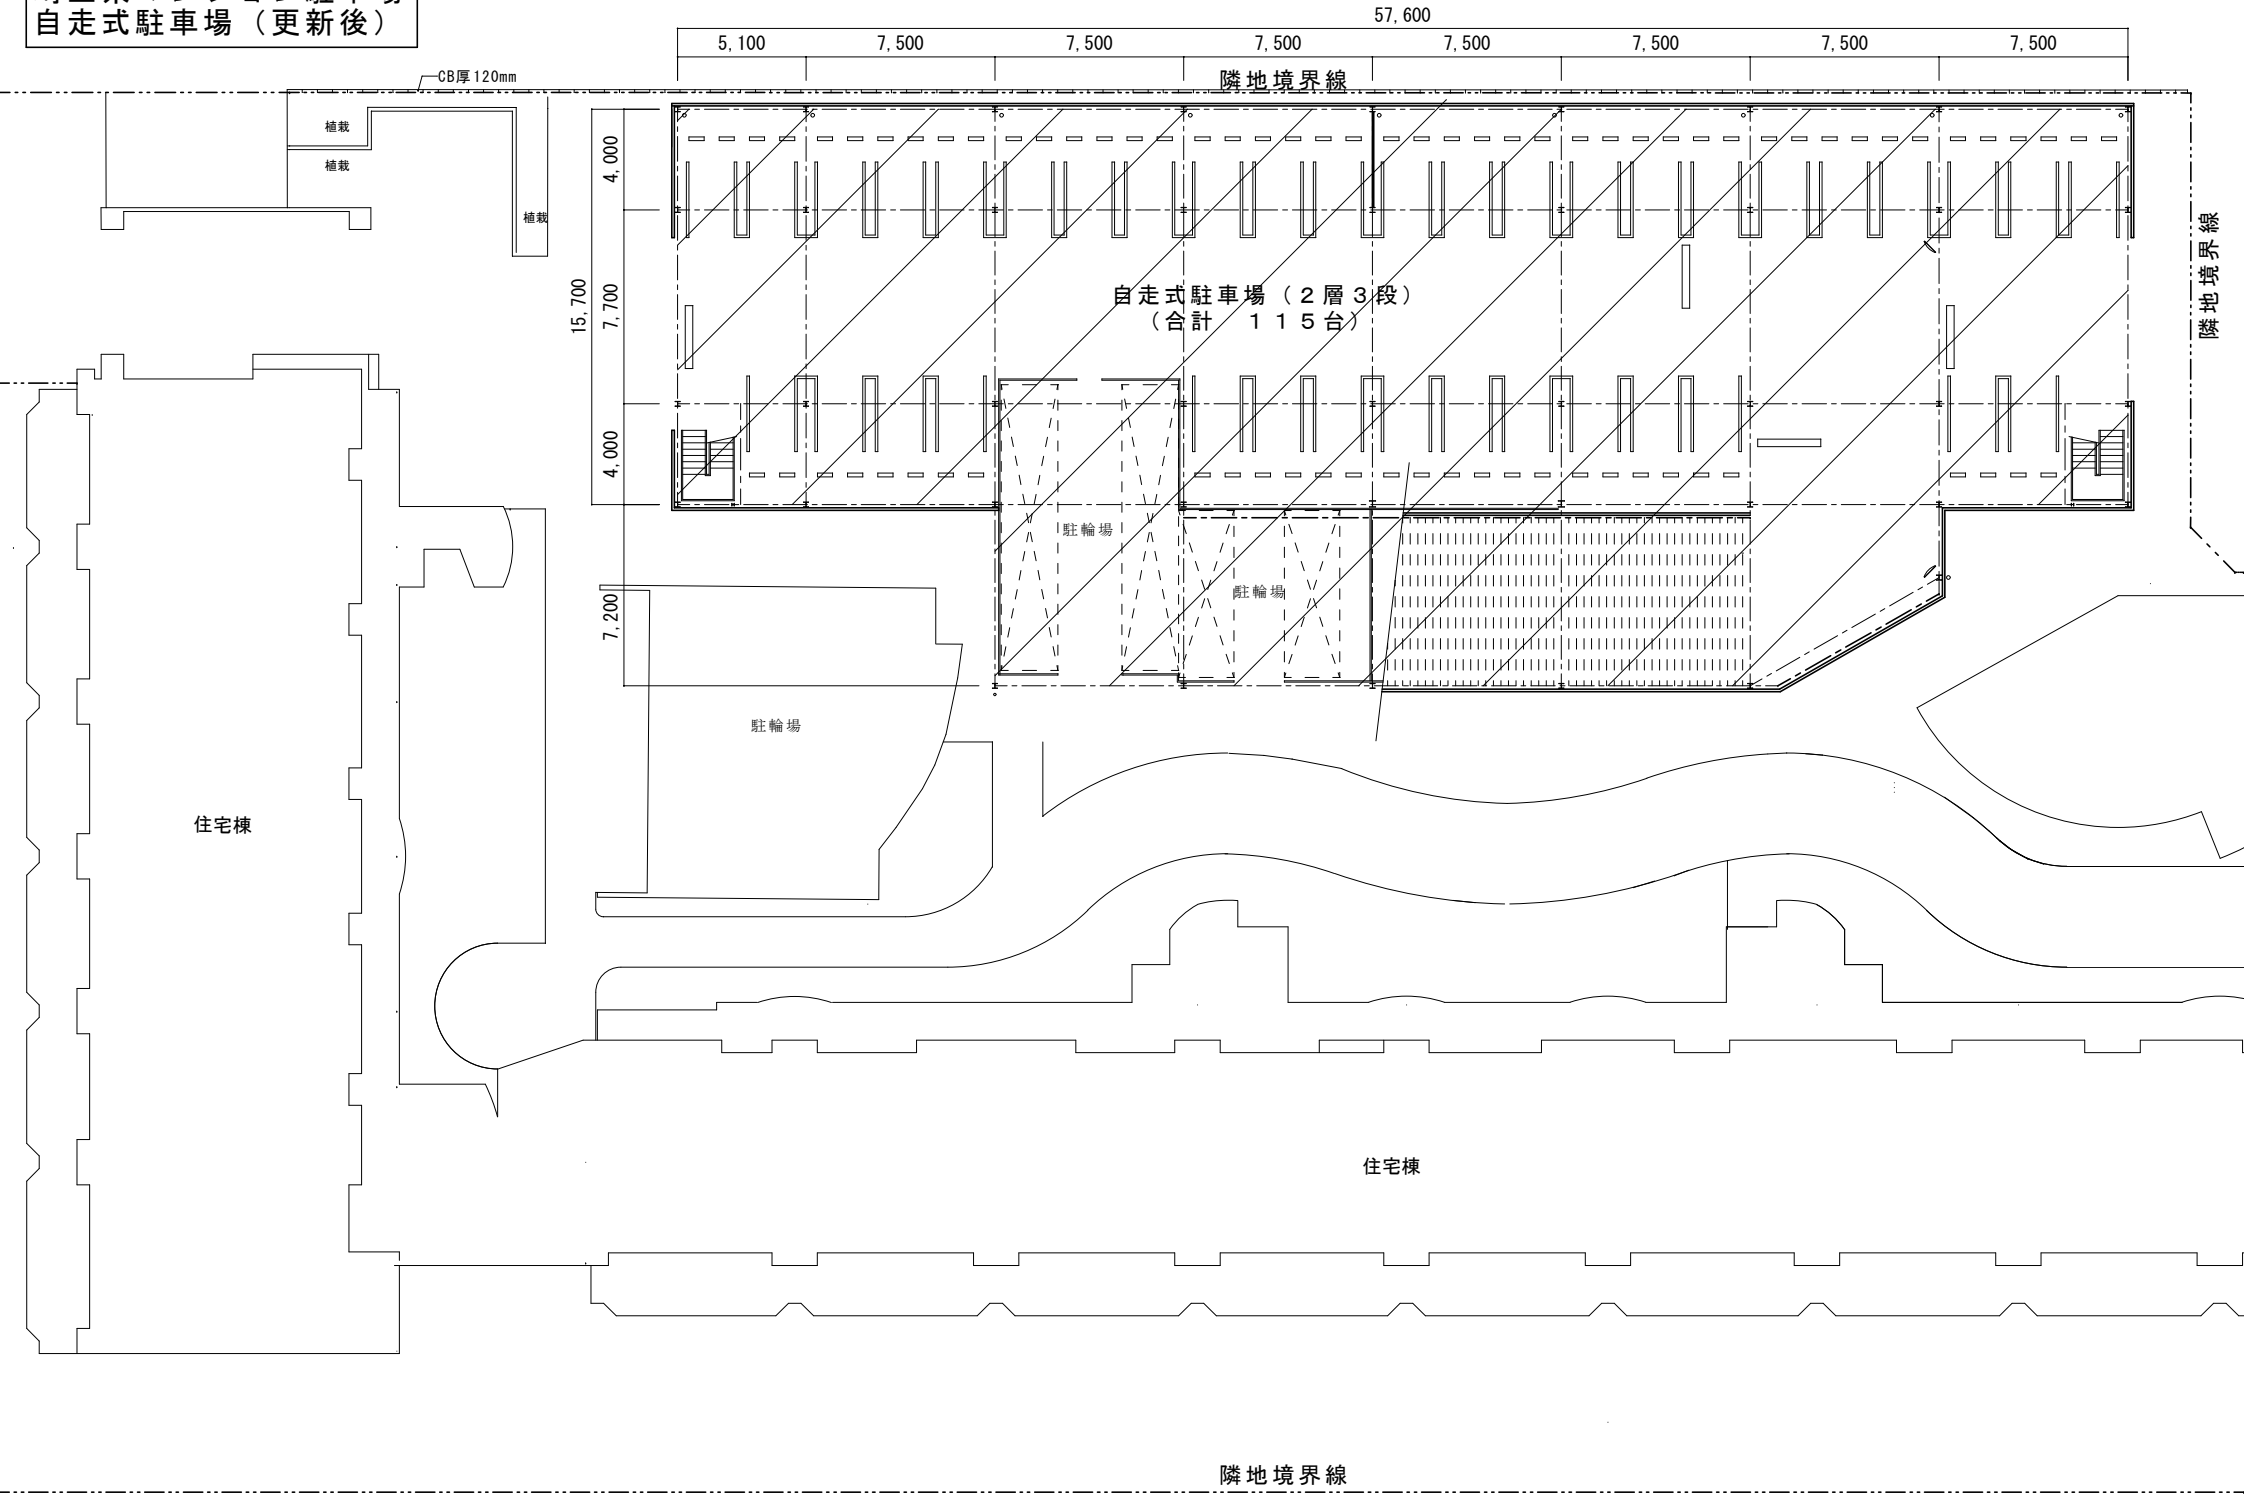 自走式駐車場（更新後）
57,600
5,100
7,500
7,500
7,500
7,500
7,500
7,500
7,500
CB厚120mm
隣地境界線
植栽
植栽
植栽
4,000
15,700
7,700
4,000
7,200
自走式駐車場（２層３段）
（合計　１１５台）
隣地境界線
駐輪場
駐輪場
駐輪場
住宅棟
住宅棟
隣地境界線